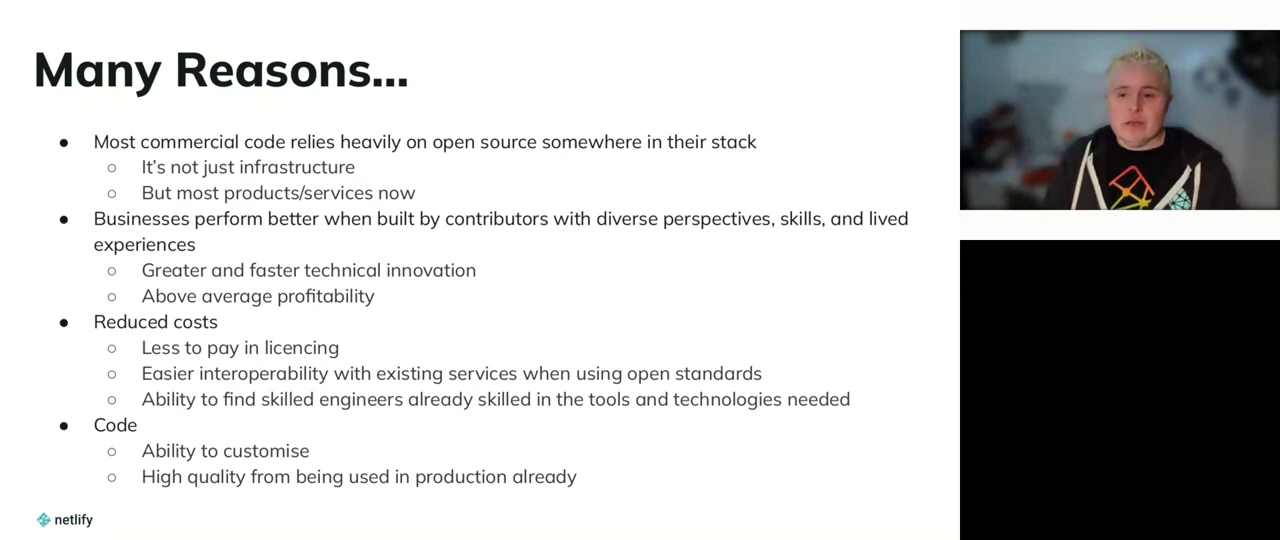 Many Reasons...
● Most commercial code relies heavily on open source somewhere in their stack
○ It's not just infrastructure
○ But most products/services now
● Businesses perform better when built by contributors with diverse perspectives, skills, and lived
experiences
○ Greater and faster technical innovation
○ Above average profitability
● Reduced costs
○ Less to pay in licencing
○ Easier interoperability with existing services when using open standards
○ Ability to find skilled engineers already skilled in the tools and technologies needed
● Code
○ Ability to customise
○ High quality from being used in production already
netlify